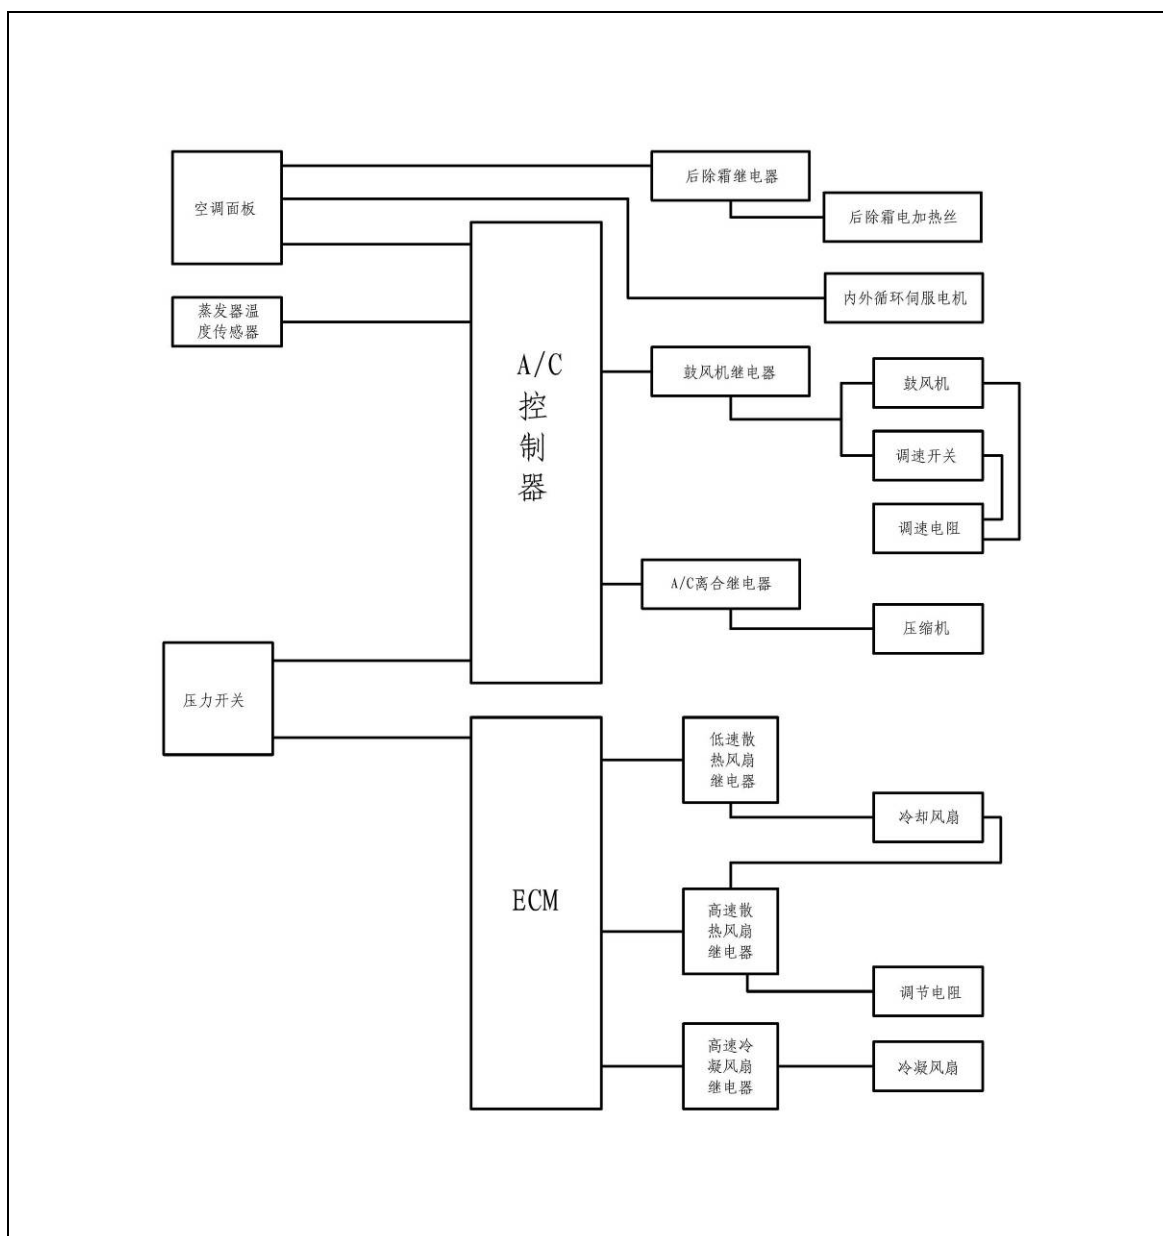 空调面板
后除霜继电器
后除霜电加热丝
蒸发器温
度传感器
内外循环伺服电机
A/C
控
制
器
鼓风机继电器
鼓风机
调速开关
调速电阻
A/C离合继电器
压缩机
压力开关
低速散
热风扇
继电器
冷却风扇
ECM
高速散
热风扇
继电器
调节电阻
高速冷
凝风扇
继电器
冷凝风扇